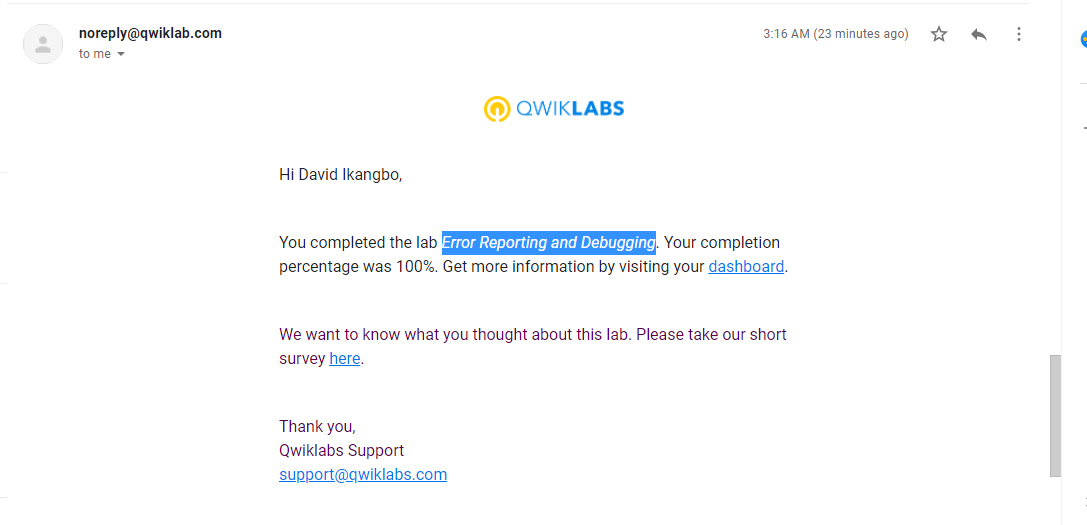 noreply@qwiklab.com
3:16 AM (23 minutes ago)
to me
QWIKLABS
Hi David Ikangbo,
You completed the lab Error Reporting and Debugging. Your completion
percentage was 100%. Get more information by visiting your dashboard.
We want to know what you thought about this lab. Please take our short
survey here.
Thank you,
Qwiklabs Support
support@qwiklabs.com